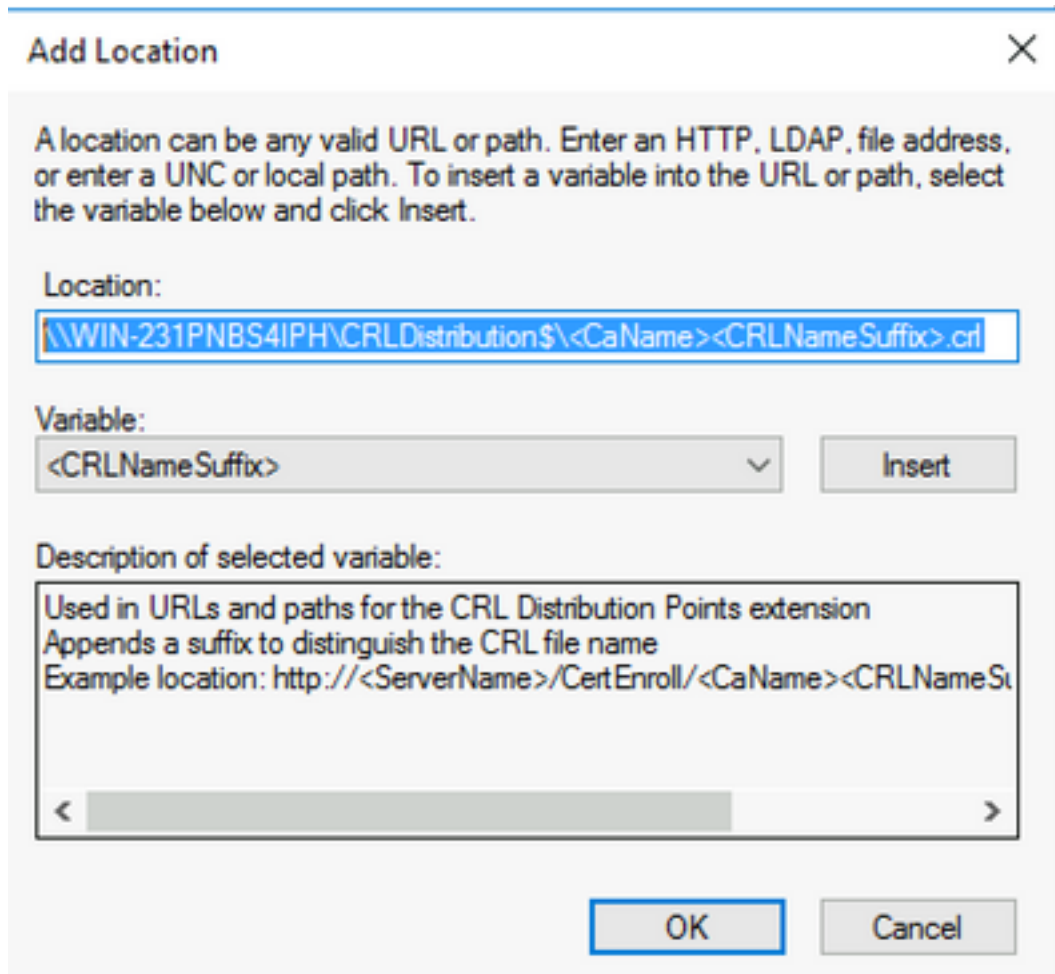 Add Location
A location can be any valid URL or path. Enter an HTTP, LDAP, file address,
or enter a UNC or local path. To insert a variable into the URL or path, select
the variable below and click Insert.
Location:
\\WIN-231PNBS4IPH\CRLDistribution$\<CaName><CRLNameSuffix>.crl
Variable:
<CRLNameSuffix>
Insert
Description of selected variable:
Used in URLs and paths for the CRL Distribution Points extension
Appends a suffix to distinguish the CRL file name
Example location: http://<ServerName>/CertEnroll/<CaName><CRLNameSu
OK
Cancel